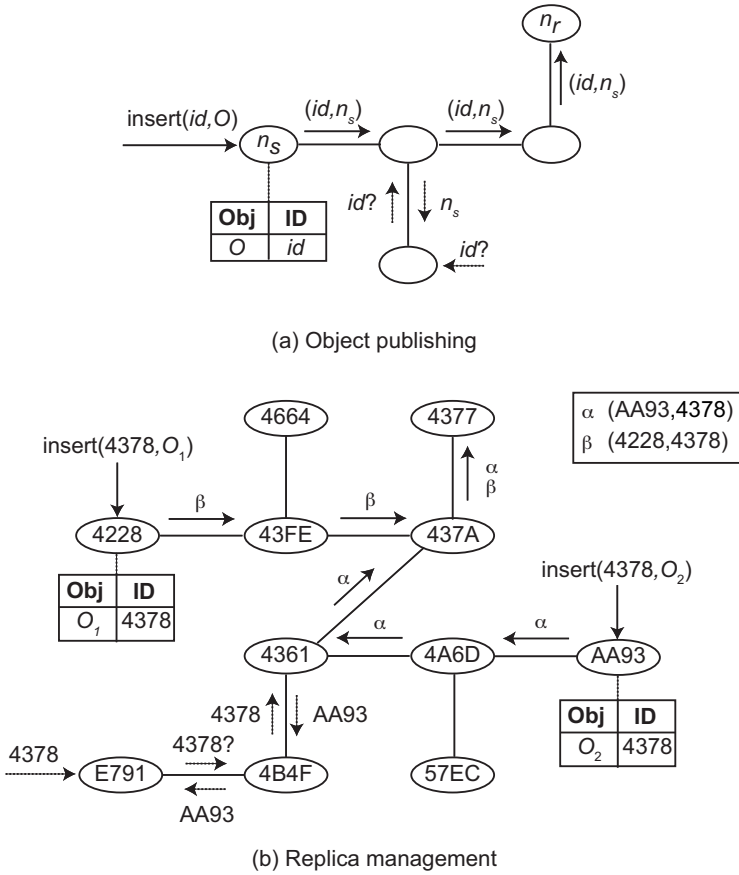 n_r
(id,n_s)
insert(id,O)
(id,n_s)
(id,n_s)
n_s
id?
n_s
Obj ID
O id
id?
(a) Object publishing
4664
4377
α (AA93,4378)
β (4228,4378)
insert(4378,O_1)
α
β
β
β
4228
43FE
437A
Obj ID
O_1 4378
α
insert(4378,O_2)
α
α
4361
4A6D
AA93
4378
AA93
Obj ID
O_2 4378
4378
4378?
E791
4B4F
57EC
AA93
(b) Replica management